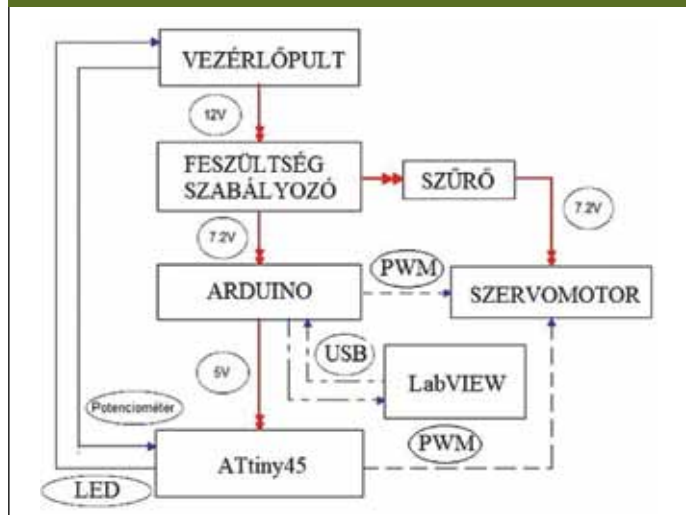 VEZÉRLŐPULT
12V
FESZÜLTSÉG
SZABÁLYOZÓ
SZŰRŐ
7.2V
7.2V
ARDUINO
PWM
SZERVOMOTOR
USB
LabVIEW
5V
Potenciométer
PWM
ATtiny45
LED